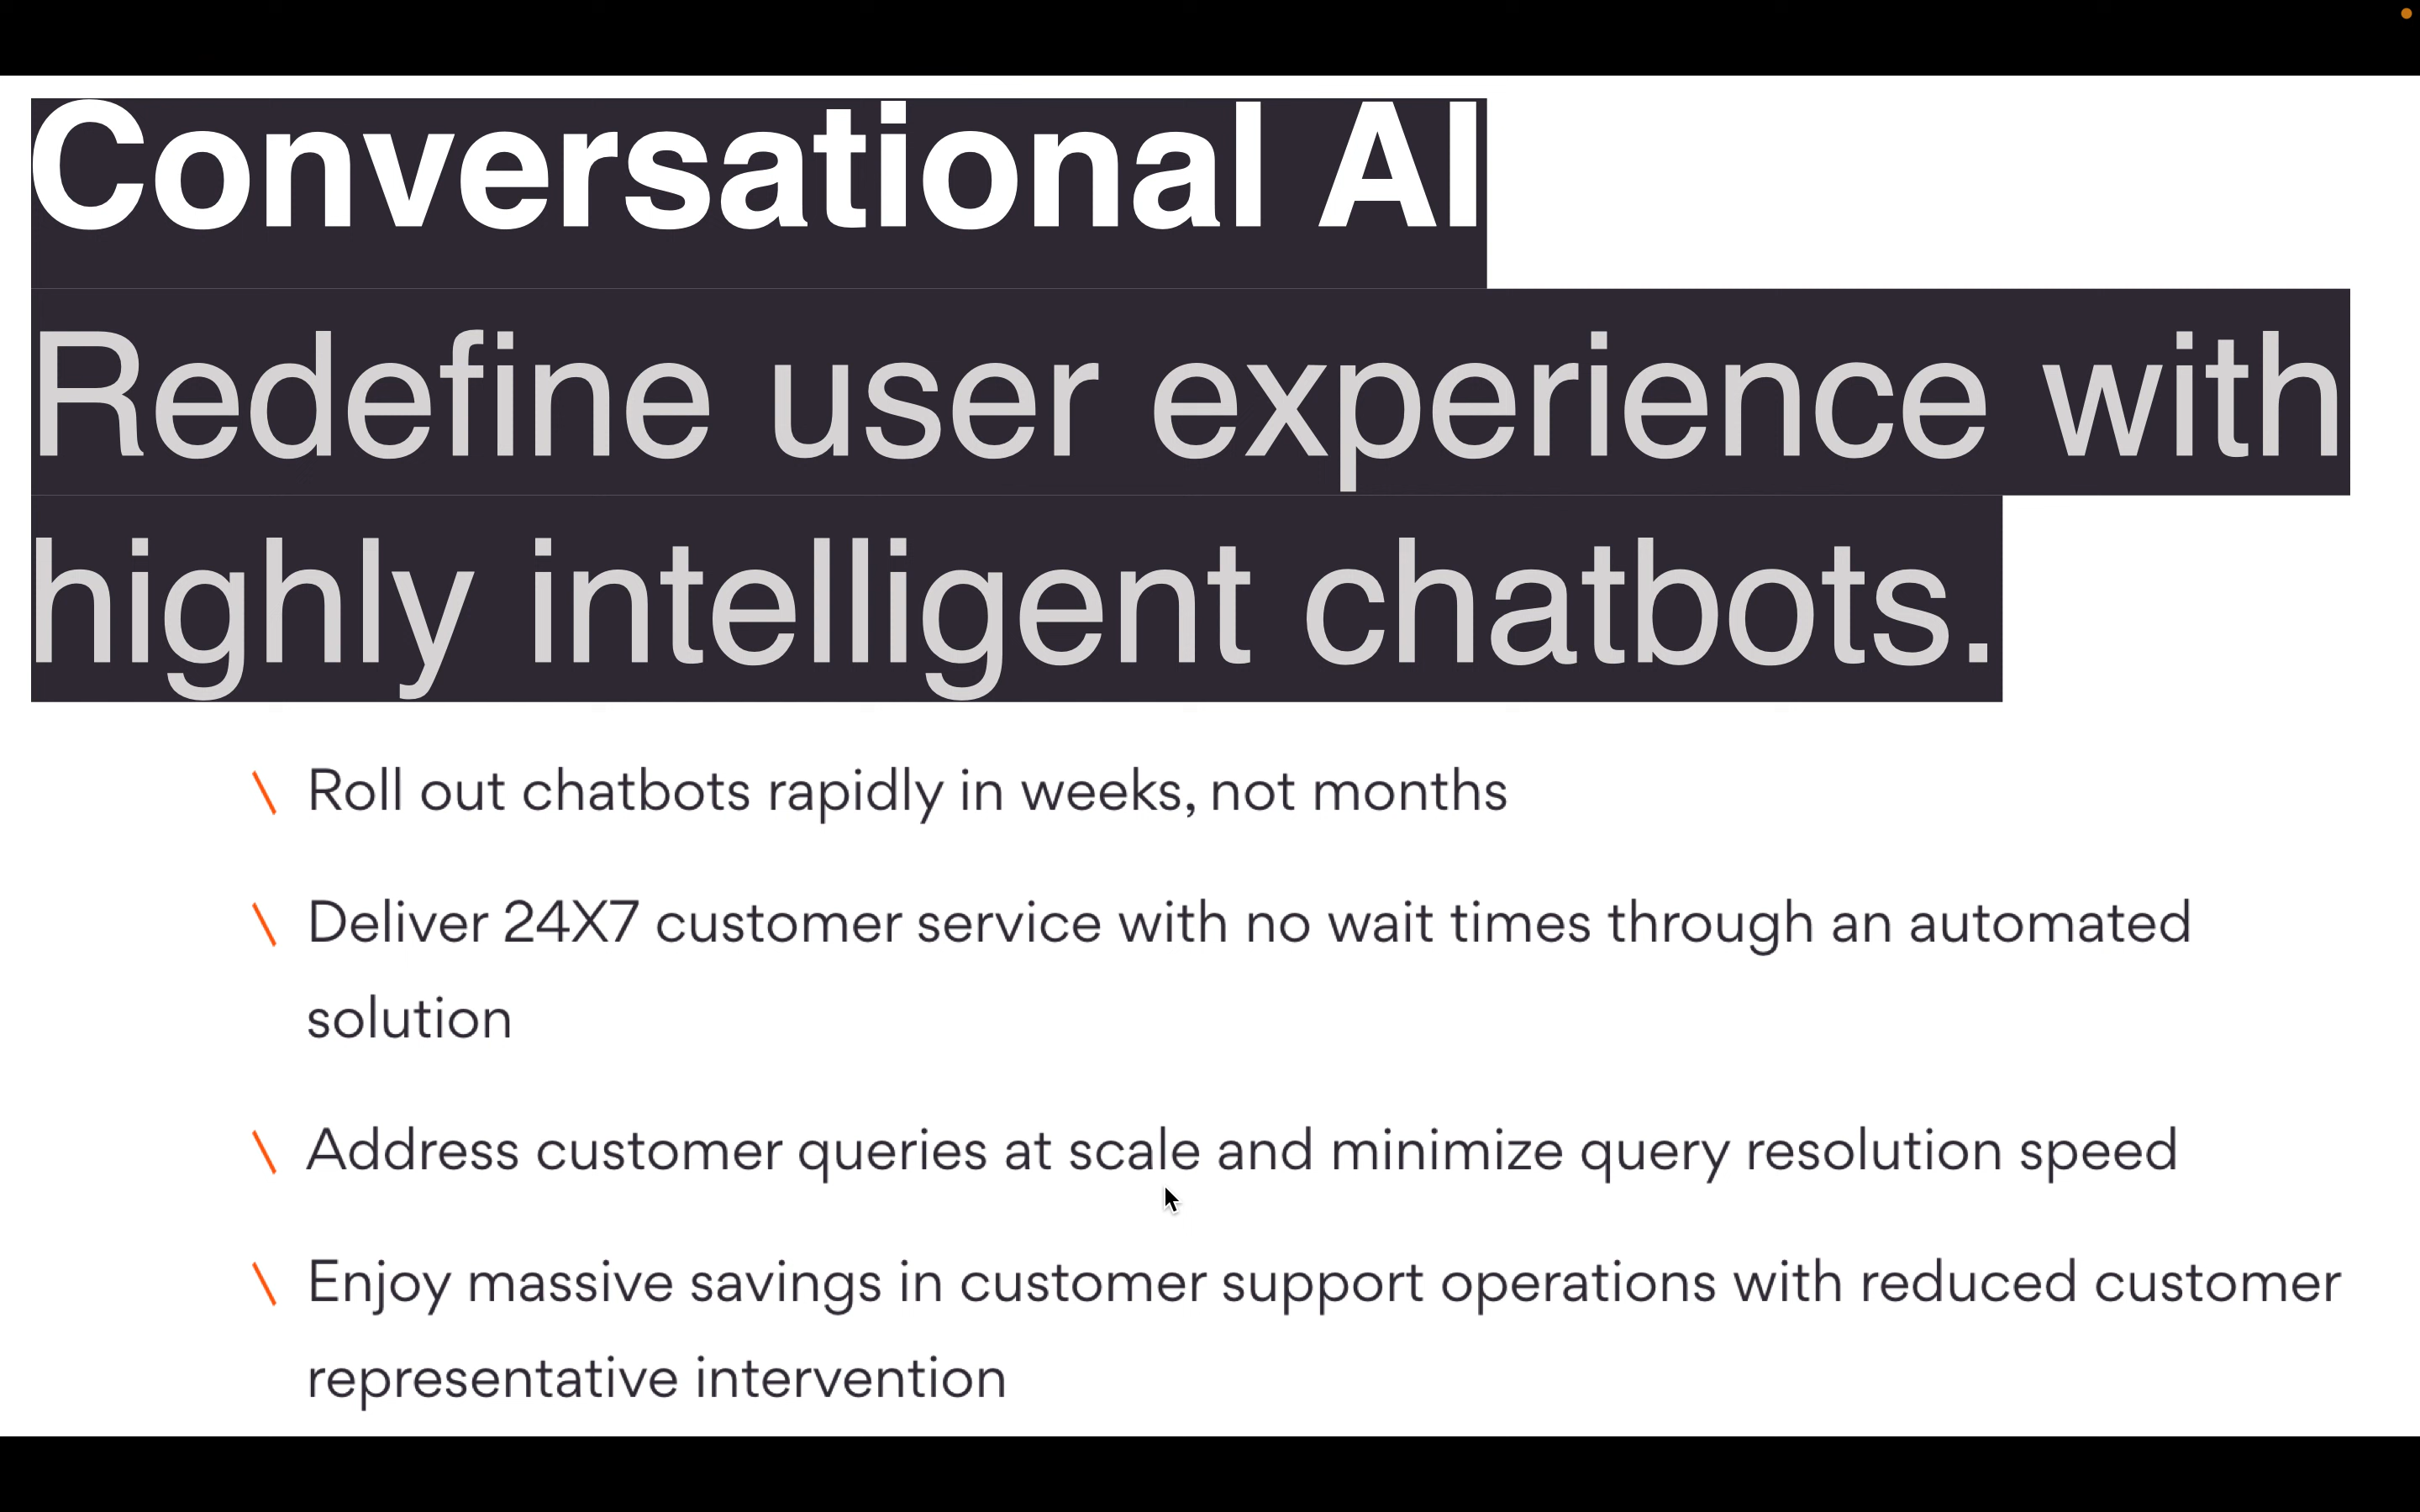 Conversational AI
Redefine user experience with
highly intelligent chatbots.
\ Roll out chatbots rapidly in weeks, not months
\ Deliver 24X7 customer service with no wait times through an automated
solution
\ Address customer queries at scale and minimize query resolution speed
\ Enjoy massive savings in customer support operations with reduced customer
representative intervention